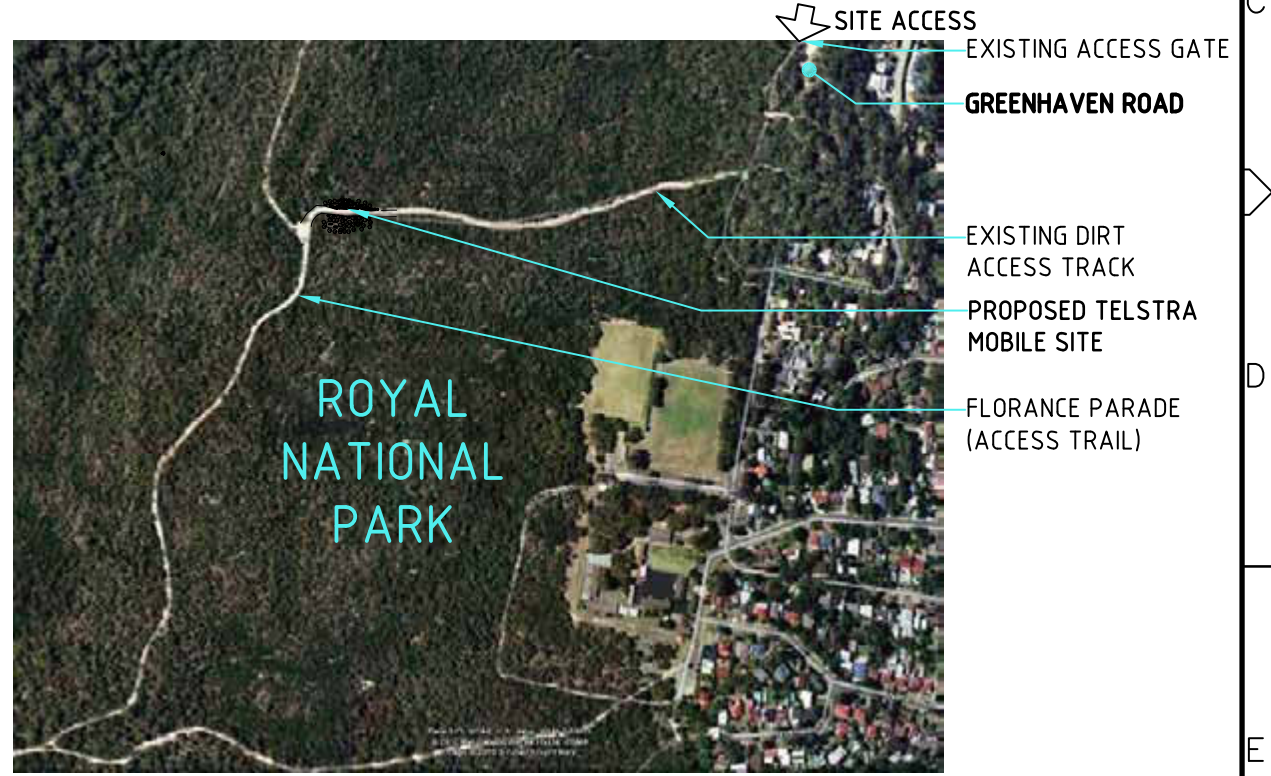 C
SITE ACCESS
EXISTING ACCESS GATE
GREENHAVEN ROAD
EXISTING DIRT
ACCESS TRACK
PROPOSED TELSTRA
MOBILE SITE
D
FLORANCE PARADE
(ACCESS TRAIL)
ROYAL
NATIONAL
PARK
E